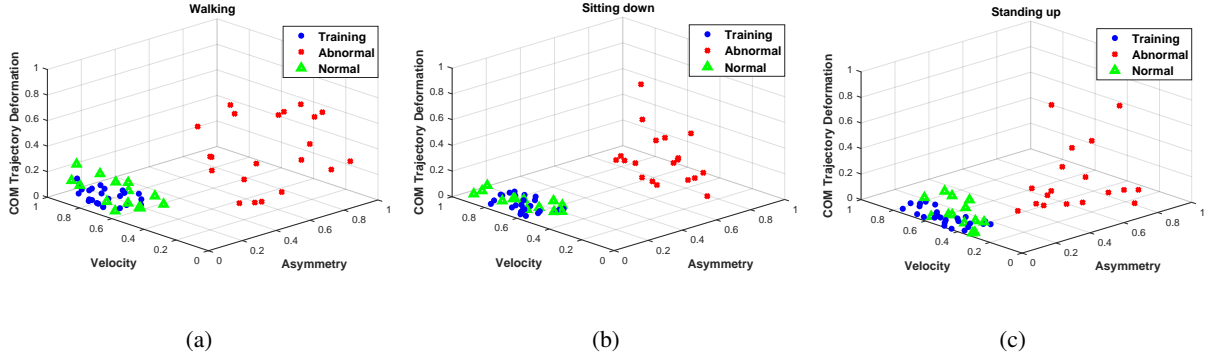 Walking
Training
Abnormal
Normal
COM Trajectory Deformation
1
0.8
0.6
0.4
0.2
0
1
0.8
0.6
0.4
0.2
0
Velocity
0
0.2
0.4
0.6
0.8
1
Asymmetry
(a)
Sitting down
Training
Abnormal
Normal
COM Trajectory Deformation
1
0.8
0.6
0.4
0.2
0
1
0.8
0.6
0.4
0.2
0
Velocity
0
0.2
0.4
0.6
0.8
1
Asymmetry
(b)
Standing up
Training
Abnormal
Normal
COM Trajectory Deformation
1
0.8
0.6
0.4
0.2
0
1
0.8
0.6
0.4
0.2
0
Velocity
0
0.2
0.4
0.6
0.8
1
Asymmetry
(c)